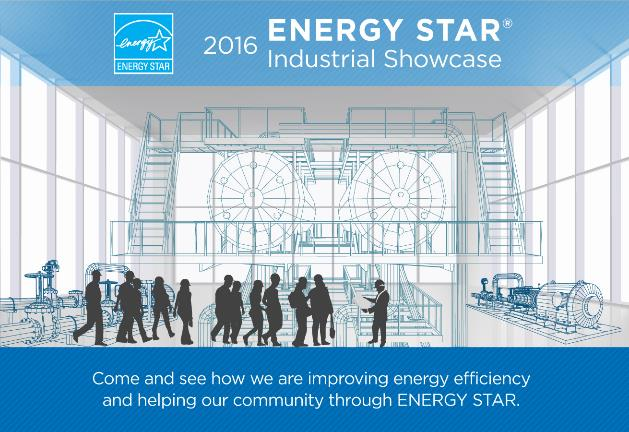 energy
ENERGY STAR
2016 ENERGY STAR®
Industrial Showcase
Come and see how we are improving energy efficiency
and helping our community through ENERGY STAR.